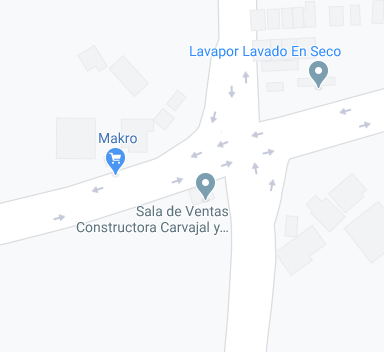 Lavapor Lavado En Seco
Makro
Sala de Ventas
Constructora Carvajal y...